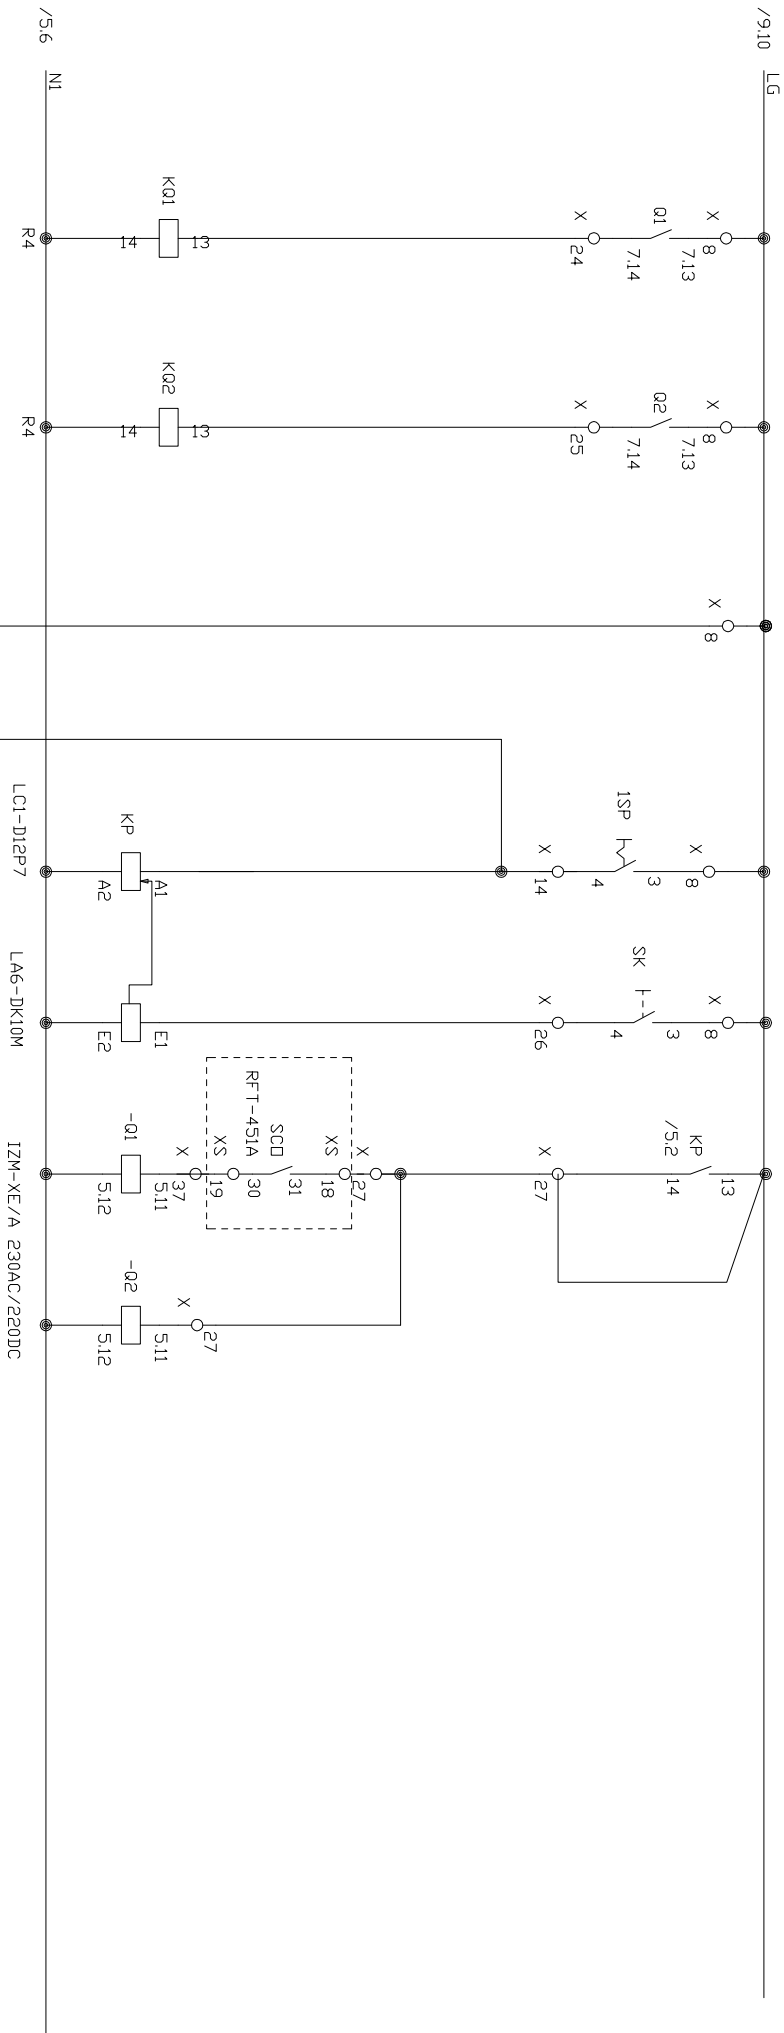 /9.10
LG
X
8
7.13
Q1
7.14
X
24
KQ1
13
14
R4
X
8
7.13
Q2
7.14
X
25
KQ2
13
14
R4
X
8
X
8
3
1SP
4
X
14
KP
A1
A2
LC1-D12P7
X
8
3
SK
4
X
26
E1
E2
LA6-DK10M
13
KP
14
/5.2
X
27
X
27
XS
18
31
SCO
30
RFT-451A
XS
19
X
37
5.11
-Q1
5.12
X
27
5.11
-Q2
5.12
IZM-XE/A 230AC/220DC
/5.6
N1